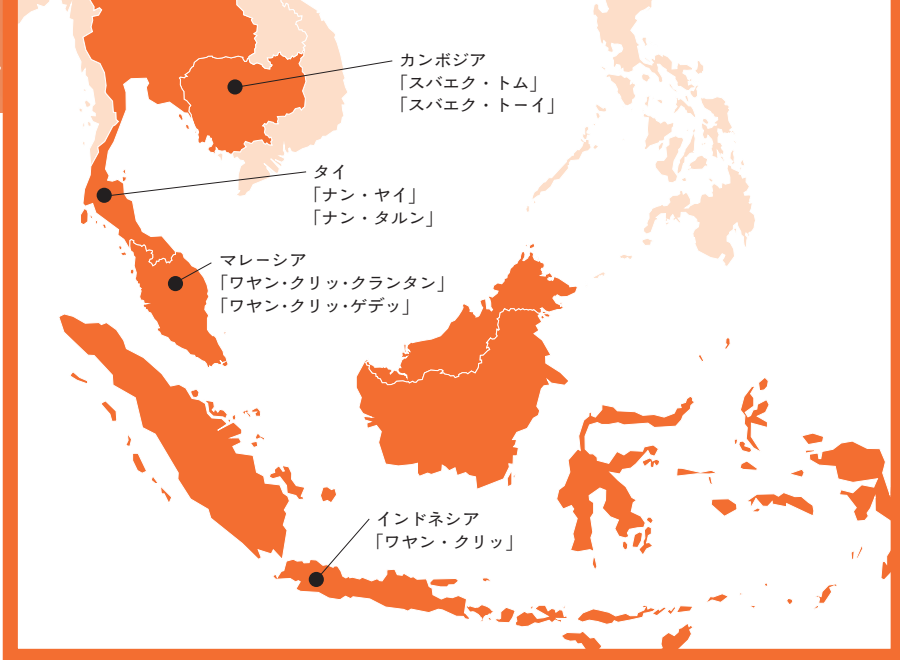 カンボジア
「スバエク・トム」
「スバエク・トーイ」
タイ
「ナン・ヤイ」
「ナン・タルン」
マレーシア
「ワヤン・クリッ・クランタン」
「ワヤン・クリッ・ゲデッ」
インドネシア
「ワヤン・クリッ」